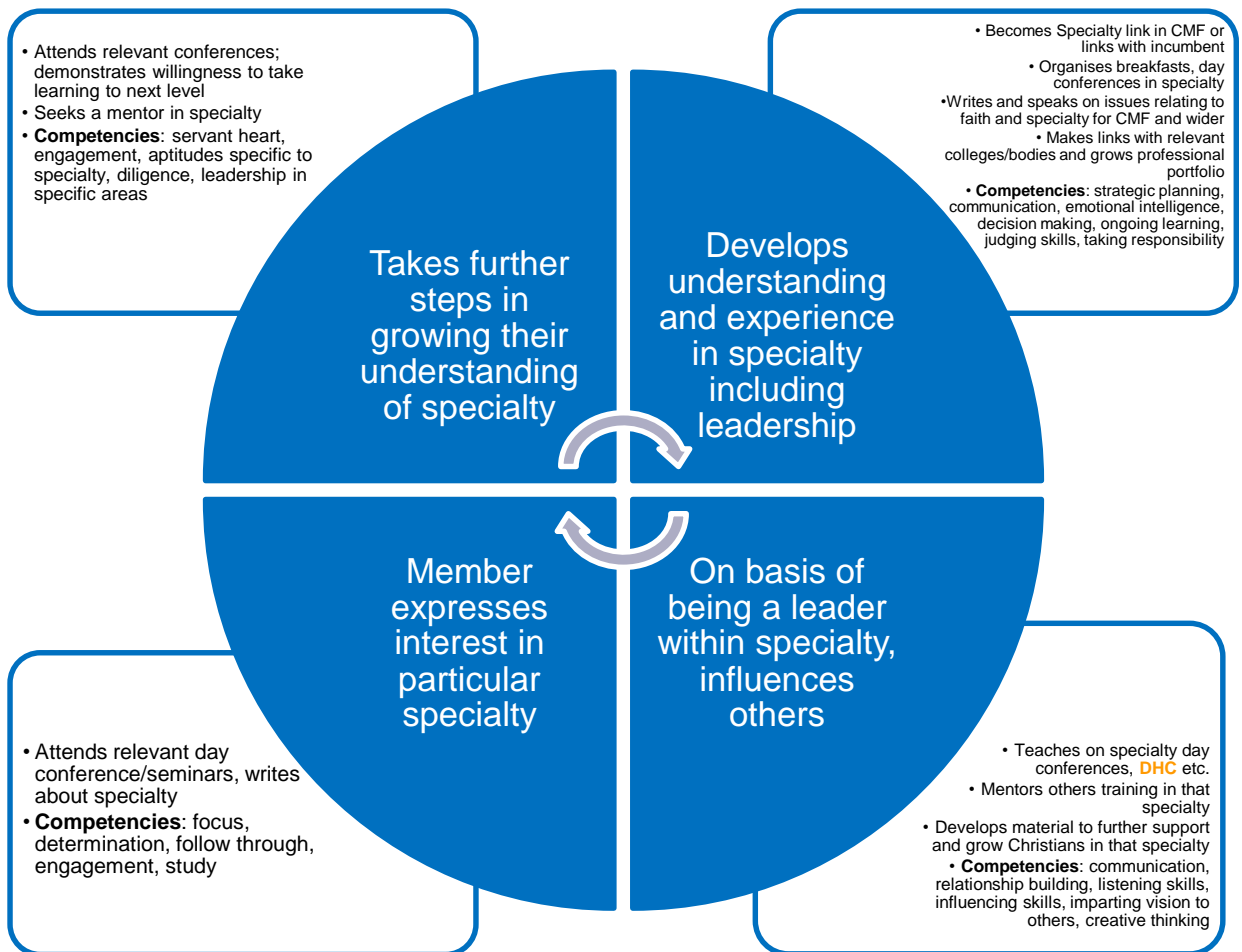 • Attends relevant conferences;
demonstrates willingness to take
learning to next level
• Seeks a mentor in specialty
• Competencies: servant heart,
engagement, aptitudes specific to
specialty, diligence, leadership in
specific areas
• Becomes Specialty link in CMF or
links with incumbent
• Organises breakfasts, day
conferences in specialty
•Writes and speaks on issues relating to
faith and specialty for CMF and wider
• Makes links with relevant
colleges/bodies and grows professional
portfolio
• Competencies: strategic planning,
communication, emotional intelligence,
decision making, ongoing learning,
judging skills, taking responsibility
Takes further
steps in
growing their
understanding
of specialty
Develops
understanding
and experience
in specialty
including
leadership
Member
expresses
interest in
particular
specialty
On basis of
being a leader
within specialty,
influences
others
• Attends relevant day
conference/seminars, writes
about specialty
• Competencies: focus,
determination, follow through,
engagement, study
• Teaches on specialty day
conferences, DHC etc.
• Mentors others training in that
specialty
• Develops material to further support
and grow Christians in that specialty
• Competencies: communication,
relationship building, listening skills,
influencing skills, imparting vision to
others, creative thinking